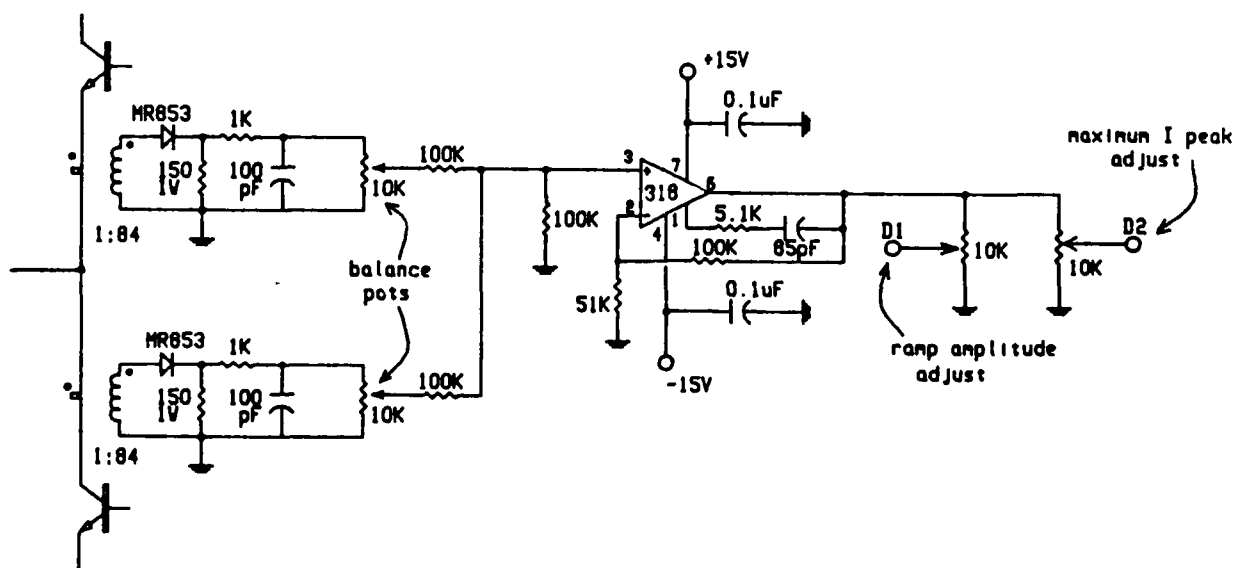 +15V
0.1uF
MR853
1K
maximum I peak
adjust
100K
3
7
150
1W
100
pF
10K
318
6
2
1
5.1K
100K
4
65pF
D1
10K
D2
10K
1:84
100K
balance
pots
51K
0.1uF
MR853
1K
-15V
ramp amplitude
adjust
100K
150
1W
100
pF
10K
1:84